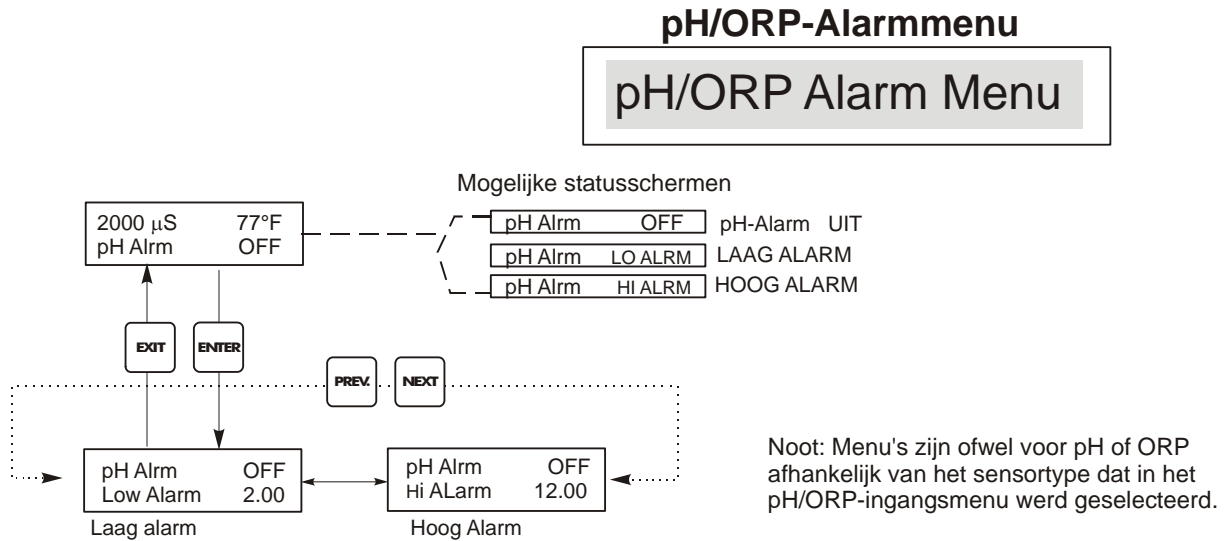 pH/ORP-Alarmmenu
pH/ORP Alarm Menu
Mogelijke statusschermen
2000 µS 77°F
pH Alrm OFF
pH Alrm OFF pH-Alarm UIT
pH Alrm LO ALRM LAAG ALARM
pH Alrm HI ALRM HOOG ALARM
EXIT ENTER
PREV. NEXT
pH Alrm OFF
Low Alarm 2.00
Laag alarm
pH Alrm OFF
Hi ALarm 12.00
Hoog Alarm
Noot: Menu's zijn ofwel voor pH of ORP
afhankelijk van het sensortype dat in het
pH/ORP-ingangsmenu werd geselecteerd.